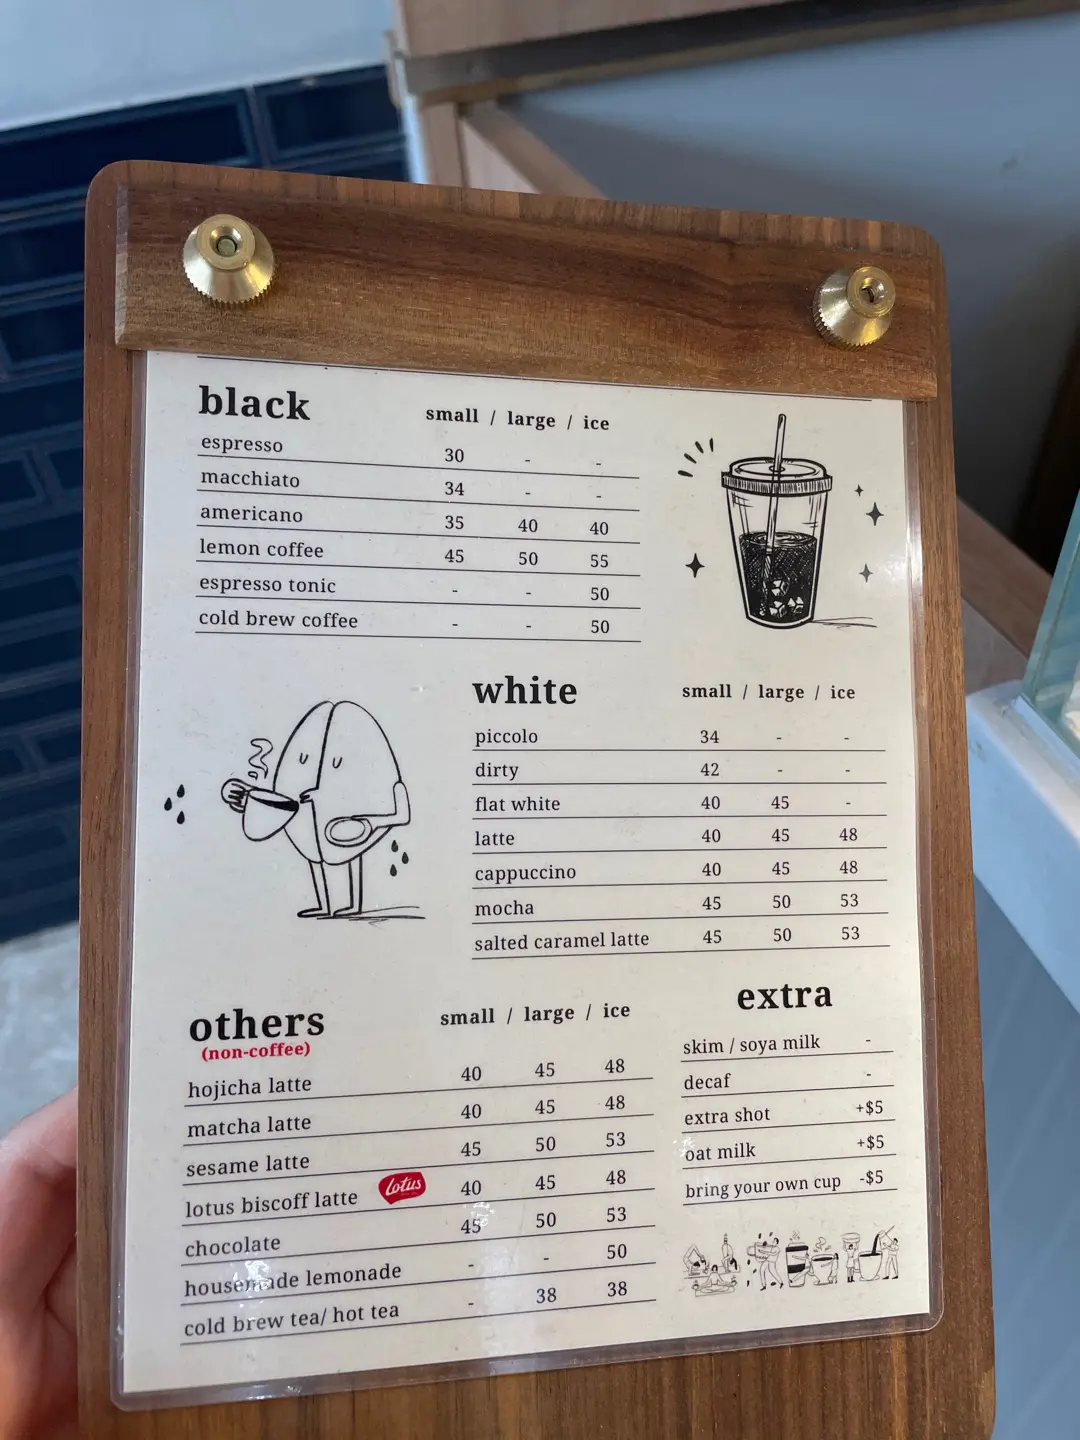 black small / large / ice
espresso 30 - -
macchiato 34 - -
americano 35 40 40
lemon coffee 45 50 55
espresso tonic - - 50
cold brew coffee - - 50
white small / large / ice
piccolo 34 - -
dirty 42 - -
flat white 40 45 -
latte 40 45 48
cappuccino 40 45 48
mocha 45 50 53
salted caramel latte 45 50 53
others small / large / ice
(non-coffee)
hojicha latte 40 45 48
matcha latte 40 45 48
sesame latte 45 50 53
lotus biscoff latte Lotus 40 45 48
chocolate 45 50 53
housemade lemonade - - 50
cold brew tea/ hot tea - 38 38
extra
skim / soya milk -
decaf -
extra shot +$5
oat milk +$5
bring your own cup -$5